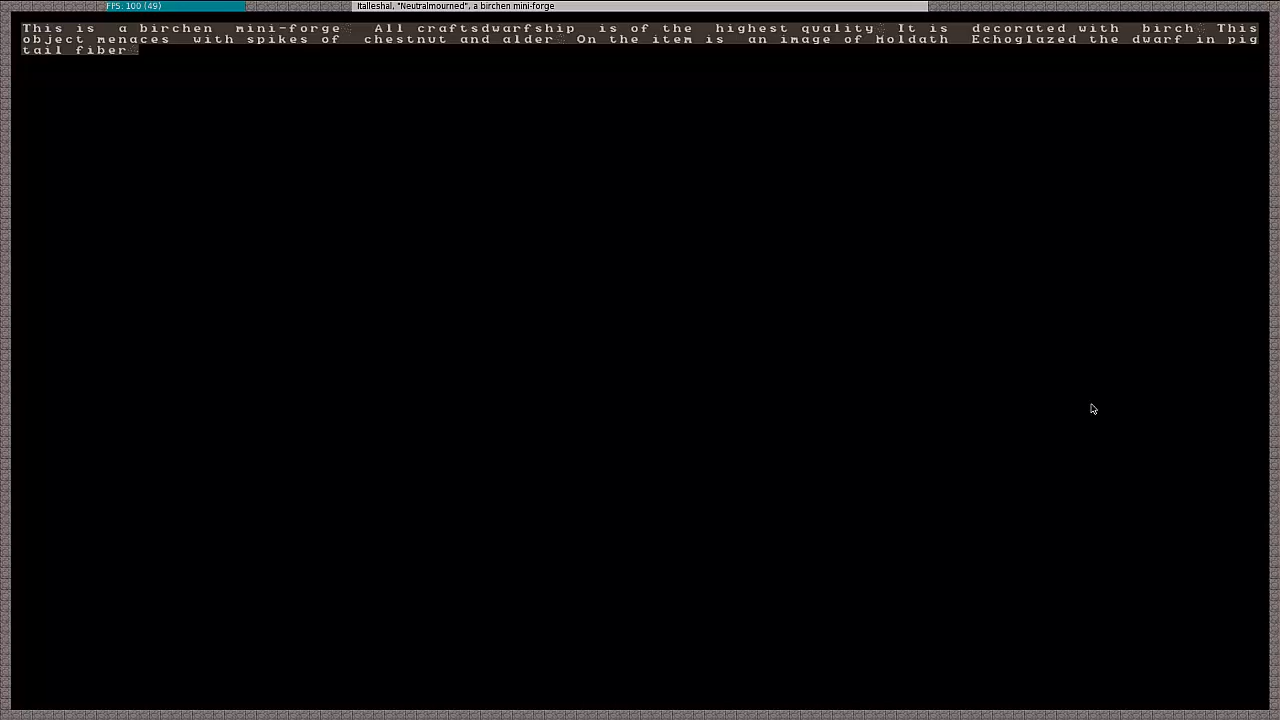 FPS: 100 (49)
Italleshal, "Neutralmourned", a birchen mini-forge
This is a birchen mini-forge. All craftsdwarfship is of the highest quality. It is decorated with birch. This
object menaces with spikes of chestnut and alder. On the item is an image of Moldath Echoglazed the dwarf in pig
tail fiber.